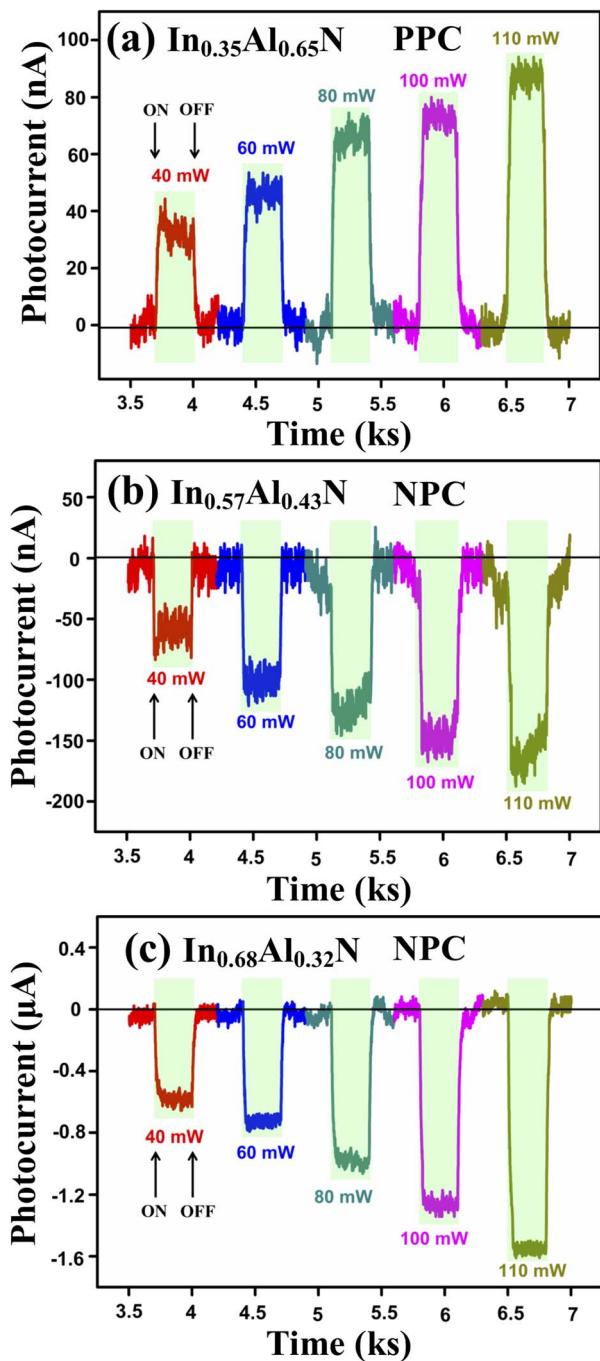 (a) In0.35Al0.65N PPC
110 mW
100 mW
80 mW
60 mW
ON OFF
40 mW
100
80
60
40
20
0
Photocurrent (nA)
3.5 4 4.5 5 5.5 6 6.5 7
Time (ks)
(b) In0.57Al0.43N NPC
50
0
-50
-100
-150
-200
Photocurrent (nA)
40 mW
60 mW
ON OFF
80 mW
100 mW
110 mW
3.5 4 4.5 5 5.5 6 6.5 7
Time (ks)
(c) In0.68Al0.32N NPC
0.4
0
-0.4
-0.8
-1.2
-1.6
Photocurrent (μA)
40 mW
60 mW
ON OFF
80 mW
100 mW
110 mW
3.5 4 4.5 5 5.5 6 6.5 7
Time (ks)